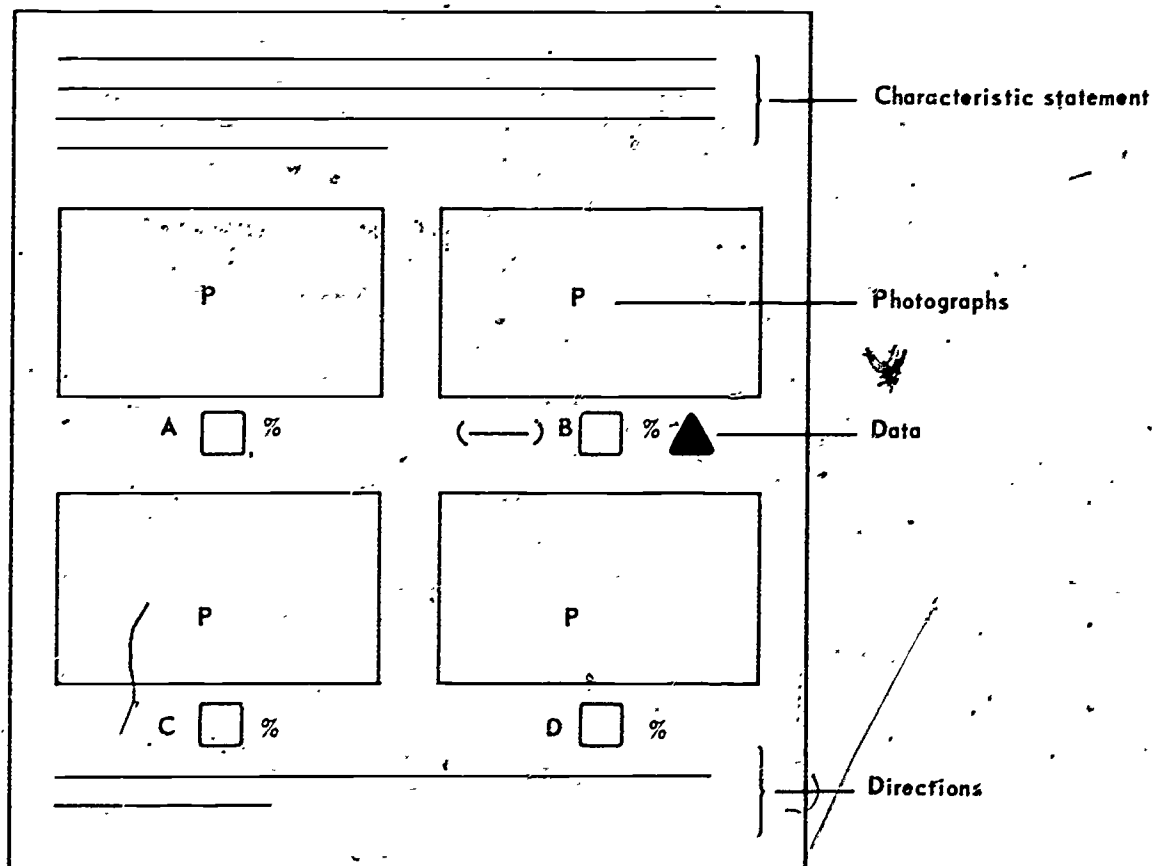 Characteristic statement
P P Photographs
A % (——) B % Data
P P
C % D %
Directions